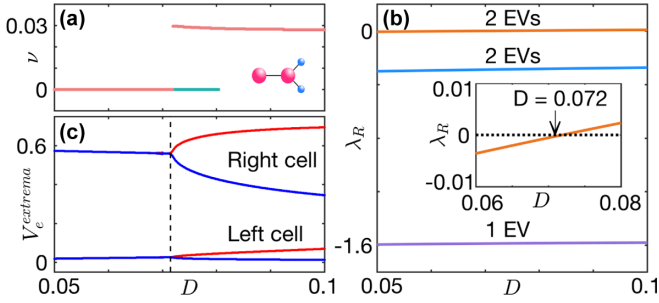 (a)
0.03
ν
0
(c)
0.6
V_e^{extrema}
Right cell
Left cell
0
0.05
D
0.1
(b)
0
2 EVs
2 EVs
λ_R
0.01
D = 0.072
λ_R
0
-0.01
0.06
D
0.08
1 EV
-1.6
0.05
D
0.1